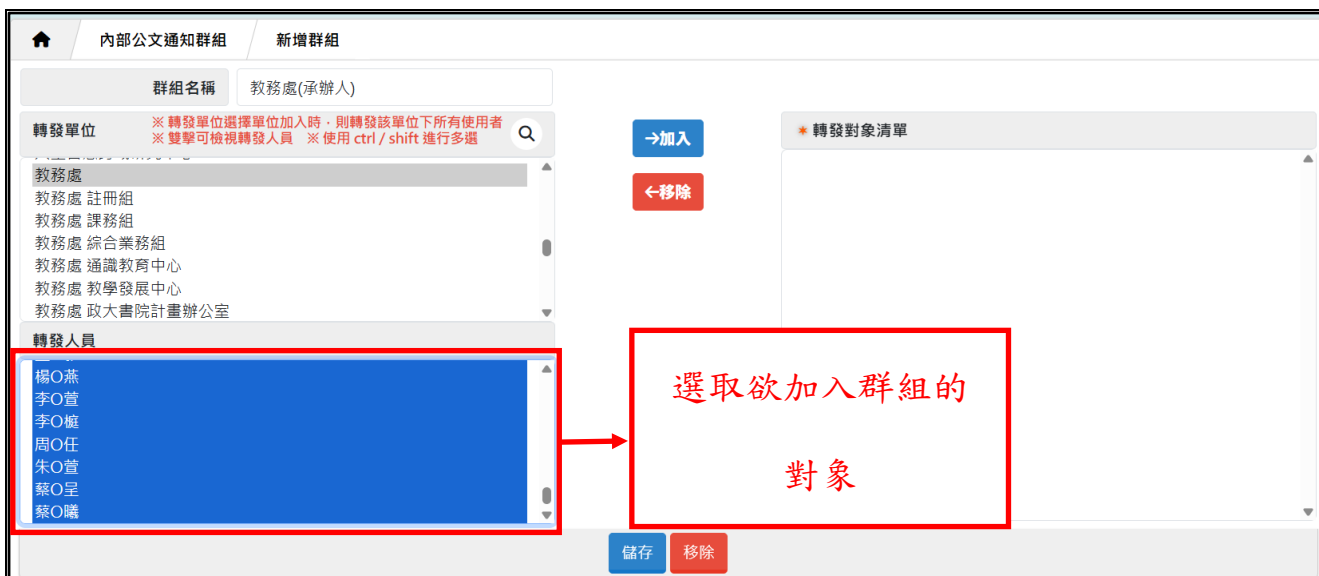 內部公文通知群組
新增群組
群組名稱
教務處(承辦人)
轉發單位
※ 轉發單位選擇單位加入時，則轉發該單位下所有使用者
※ 雙擊可檢視轉發人員 ※ 使用 ctrl / shift 進行多選
教務處
教務處 註冊組
教務處 課務組
教務處 綜合業務組
教務處 通識教育中心
教務處 教學發展中心
教務處 政大書院計畫辦公室
轉發人員
楊O燕
李O萱
李O榳
周O任
朱O萱
蔡O呈
蔡O曦
→加入
←移除
✶ 轉發對象清單
選取欲加入群組的
對象
儲存
移除